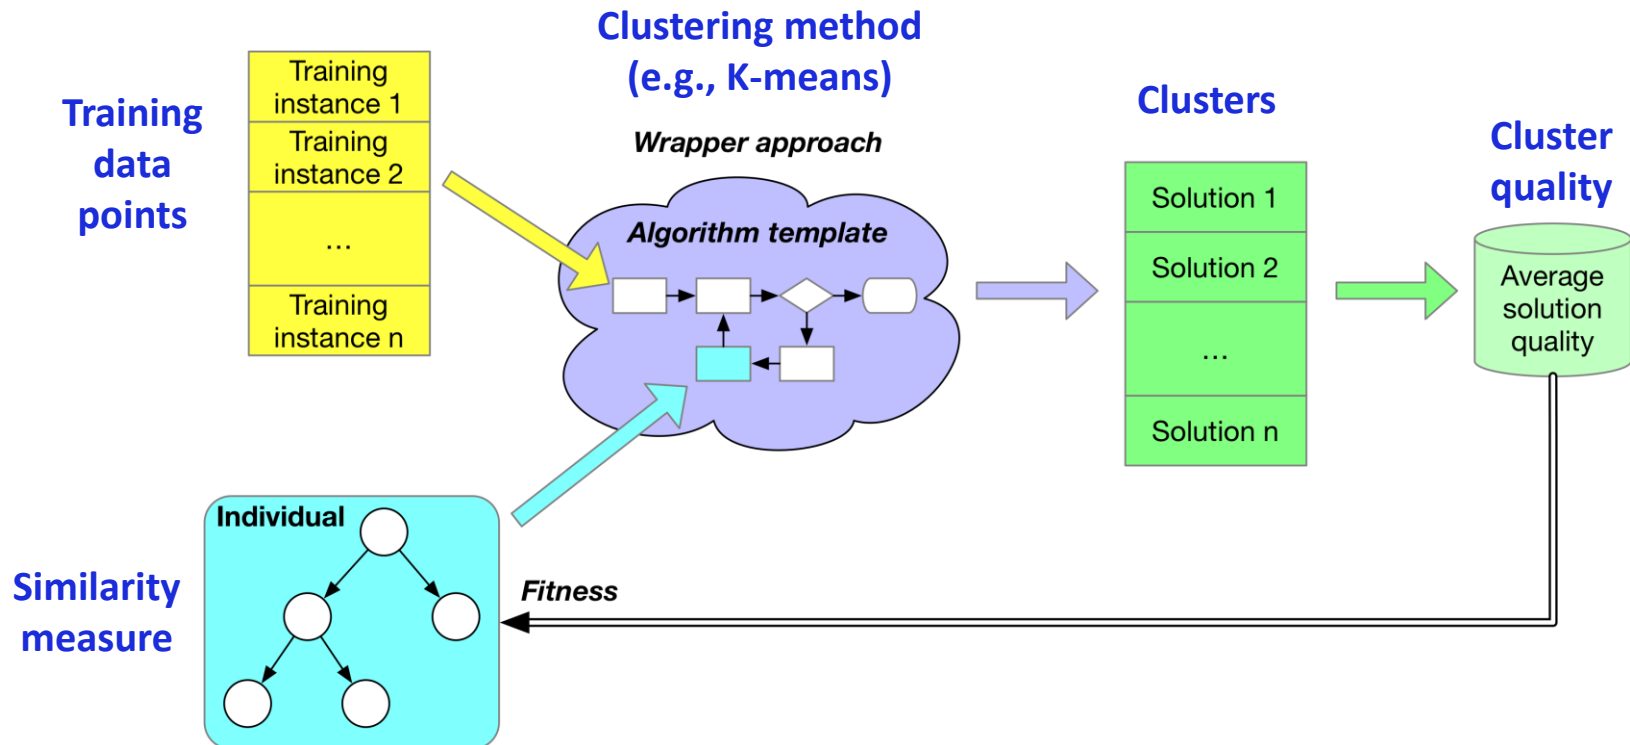 Clustering method
(e.g., K-means)
Training
data
points
Training
instance 1
Training
instance 2
...
Training
instance n
Wrapper approach
Algorithm template
Clusters
Solution 1
Solution 2
...
Solution n
Cluster
quality
Average
solution
quality
Similarity
measure
Individual
Fitness